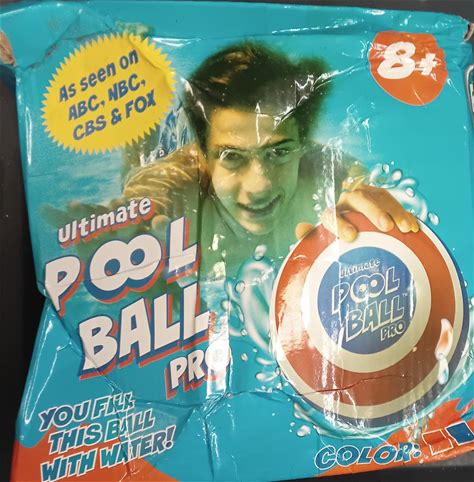 As seen on
ABC, NBC,
CBS & FOX
8+
Ultimate
POOL
BALL
PRO
Ultimate
POOL
BALL
PRO
YOU FILL
THIS BALL
WITH WATER!
COLOR: